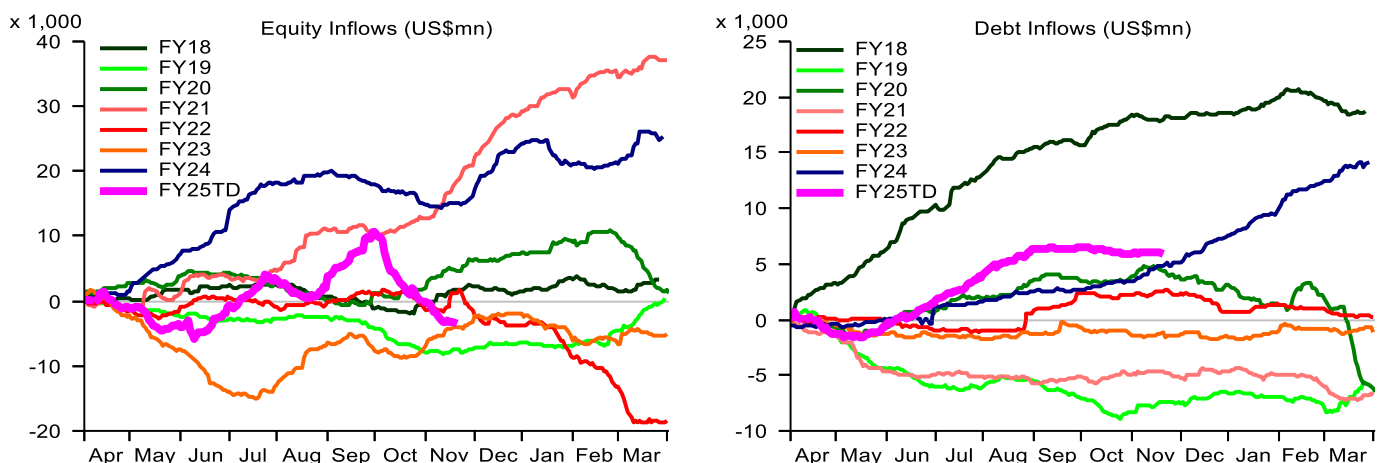 x 1,000
Equity Inflows (US$mn)
40
30
20
10
0
-10
-20
FY18
FY19
FY20
FY21
FY22
FY23
FY24
FY25TD
Apr May Jun Jul Aug Sep Oct Nov Dec Jan Feb Mar
x 1,000
Debt Inflows (US$mn)
25
20
15
10
5
0
-5
-10
FY18
FY19
FY20
FY21
FY22
FY23
FY24
FY25TD
Apr May Jun Jul Aug Sep Oct Nov Dec Jan Feb Mar